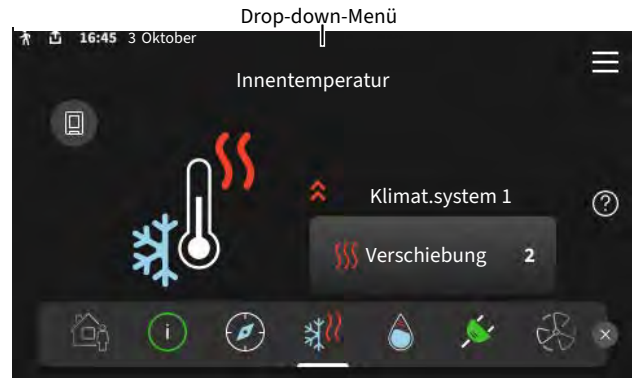 Drop-down-Menü
16:45 3 Oktober
Innentemperatur
Klimat.system 1
Verschiebung 2